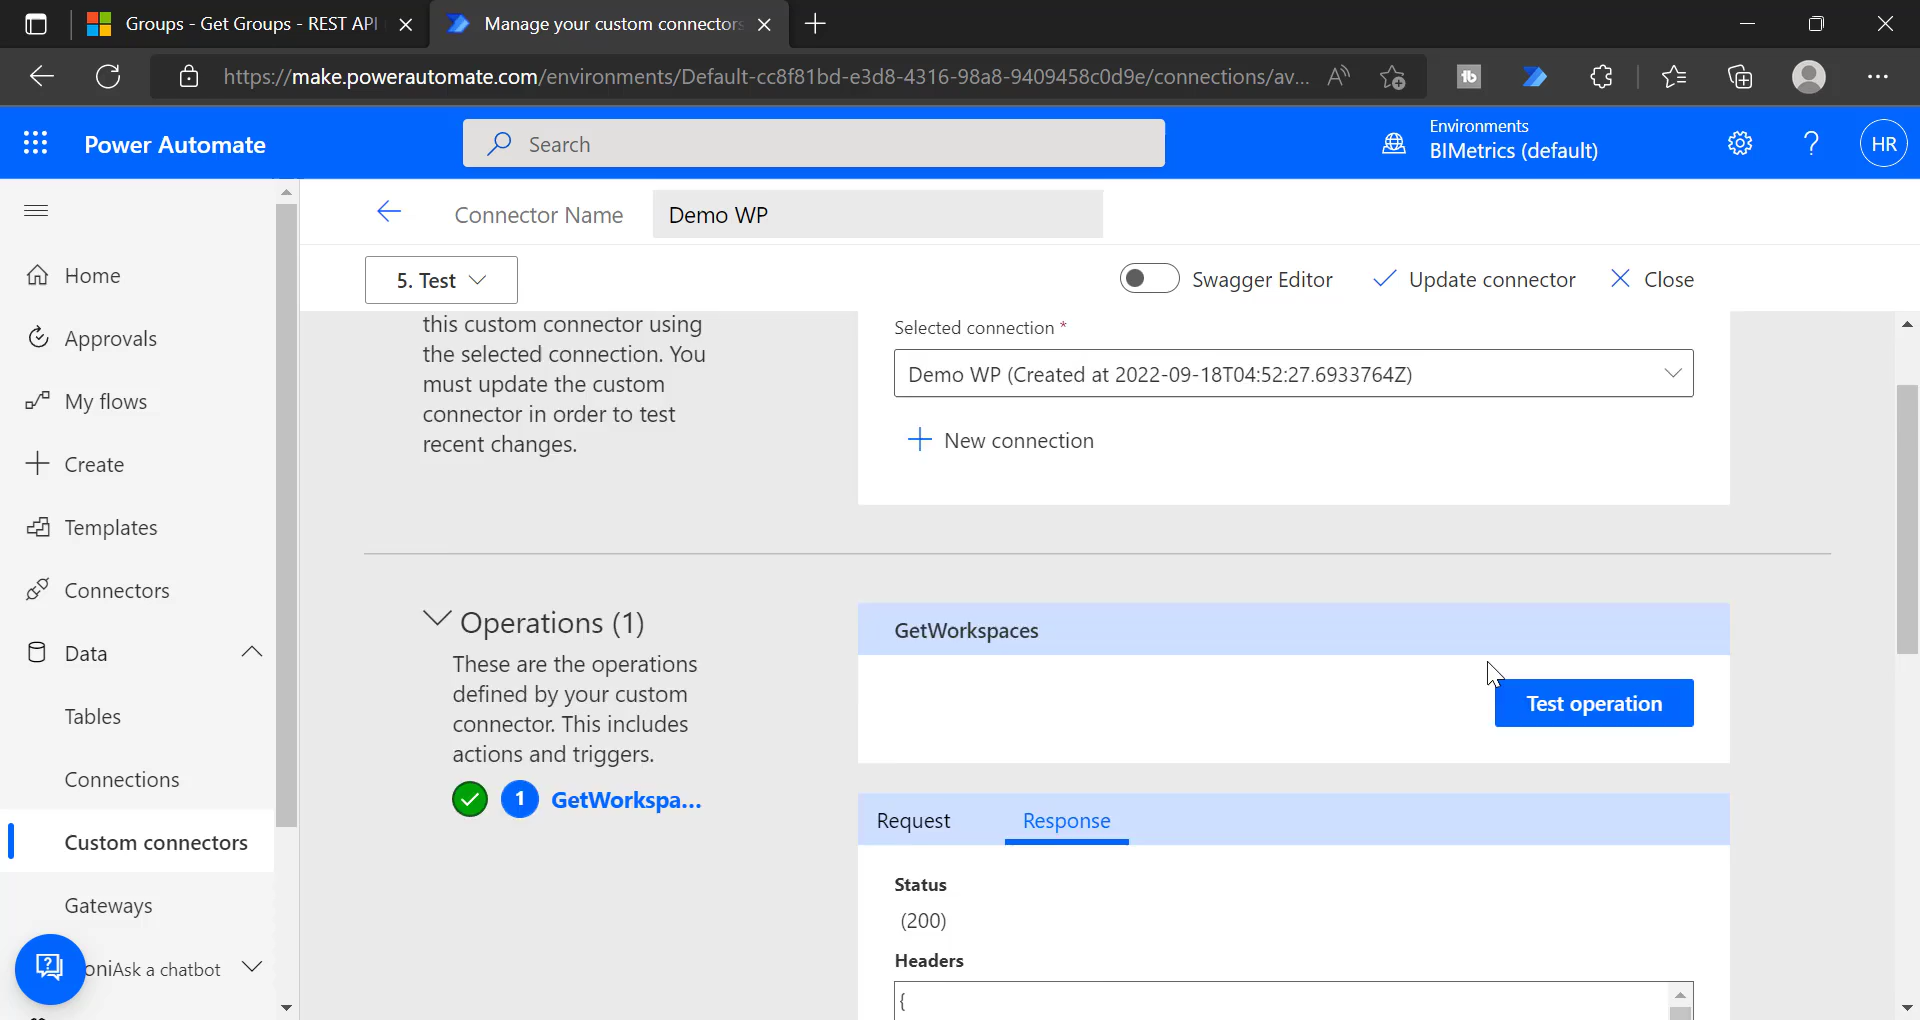 Groups - Get Groups - REST API
Manage your custom connectors
https://make.powerautomate.com/environments/Default-cc8f81bd-e3d8-4316-98a8-9409458c0d9e/connections/av...
Power Automate
Search
Environments
BIMetrics (default)
HR
Connector Name
Demo WP
5. Test
Swagger Editor
Update connector
Close
Home
Approvals
My flows
Create
Templates
Connectors
Data
Tables
Connections
Custom connectors
Gateways
Ask a chatbot
this custom connector using
the selected connection. You
must update the custom
connector in order to test
recent changes.
Selected connection *
Demo WP (Created at 2022-09-18T04:52:27.6933764Z)
New connection
Operations (1)
These are the operations
defined by your custom
connector. This includes
actions and triggers.
1 GetWorkspa...
GetWorkspaces
Test operation
Request
Response
Status
(200)
Headers
{